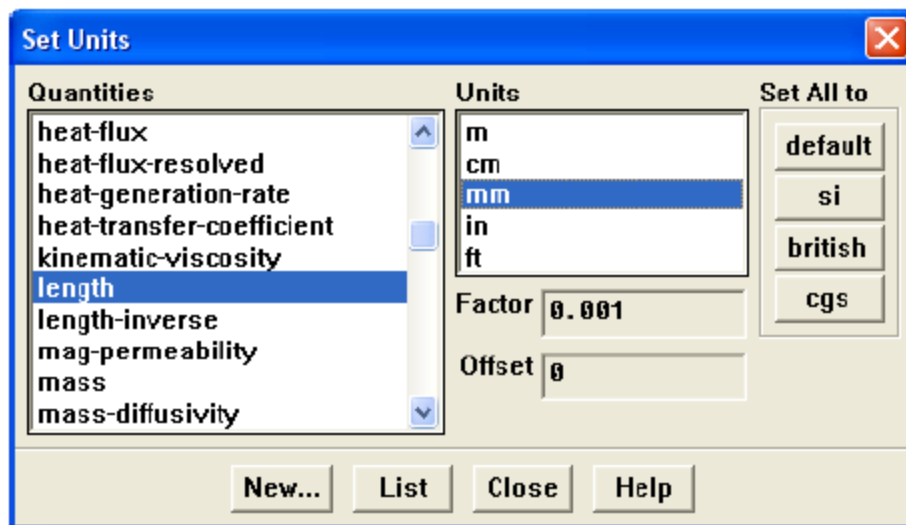 Set Units
Quantities
heat-flux
heat-flux-resolved
heat-generation-rate
heat-transfer-coefficient
kinematic-viscosity
length
length-inverse
mag-permeability
mass
mass-diffusivity
Units
m
cm
mm
in
ft
Factor 0.001
Offset 0
Set All to
default
si
british
cgs
New... List Close Help